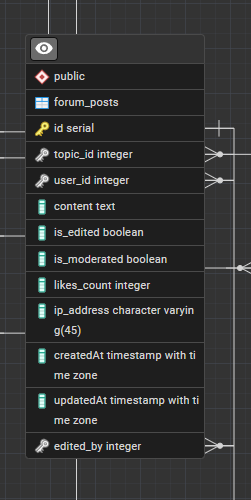 public
forum_posts
id serial
topic_id integer
user_id integer
content text
is_edited boolean
is_moderated boolean
likes_count integer
ip_address character varyin
g(45)
createdAt timestamp with ti
me zone
updatedAt timestamp with ti
me zone
edited_by integer